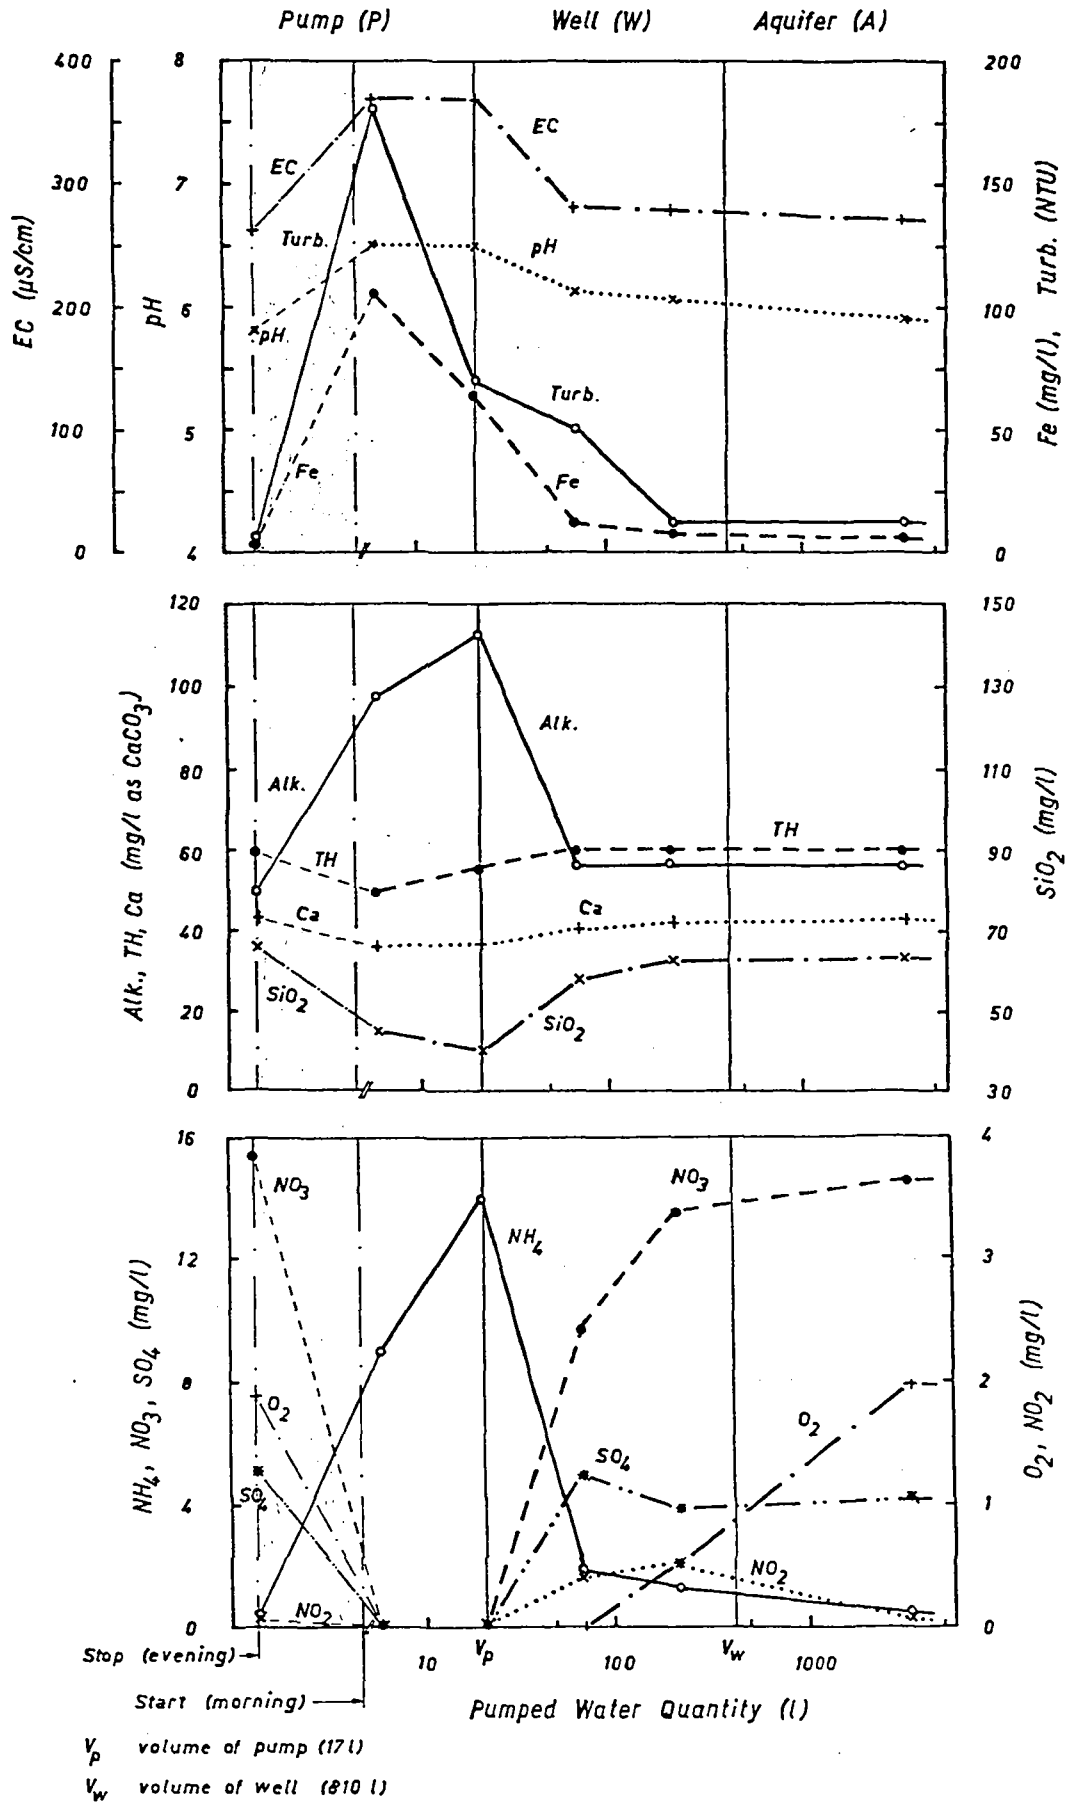 Pump (P) Well (W) Aquifer (A)
400 8 200
EC
300 7 150
EC
Turb.
pH
200 6 100
pH
Turb.
100 5 50
Fe
Fe
0 4 0
EC (µS/cm)
pH
Fe (mg/l), Turb. (NTU)
120 150
100 130
Alk.
80 110
Alk.
TH
60 TH 90
Ca
Ca
40 70
SiO2
SiO2
20 50
0 30
Alk., TH, Ca (mg/l as CaCO3)
SiO2 (mg/l)
16 4
NO3
NO3
NH4
12 3
8 2
O2
O2
SO4
SO4
4 1
NO2
NO2
0 0
NH4, NO3, SO4 (mg/l)
O2, NO2 (mg/l)
Stop (evening) 10 Vp 100 Vw 1000
Start (morning) Pumped Water Quantity (l)
Vp volume of pump (17 l)
Vw volume of well (810 l)